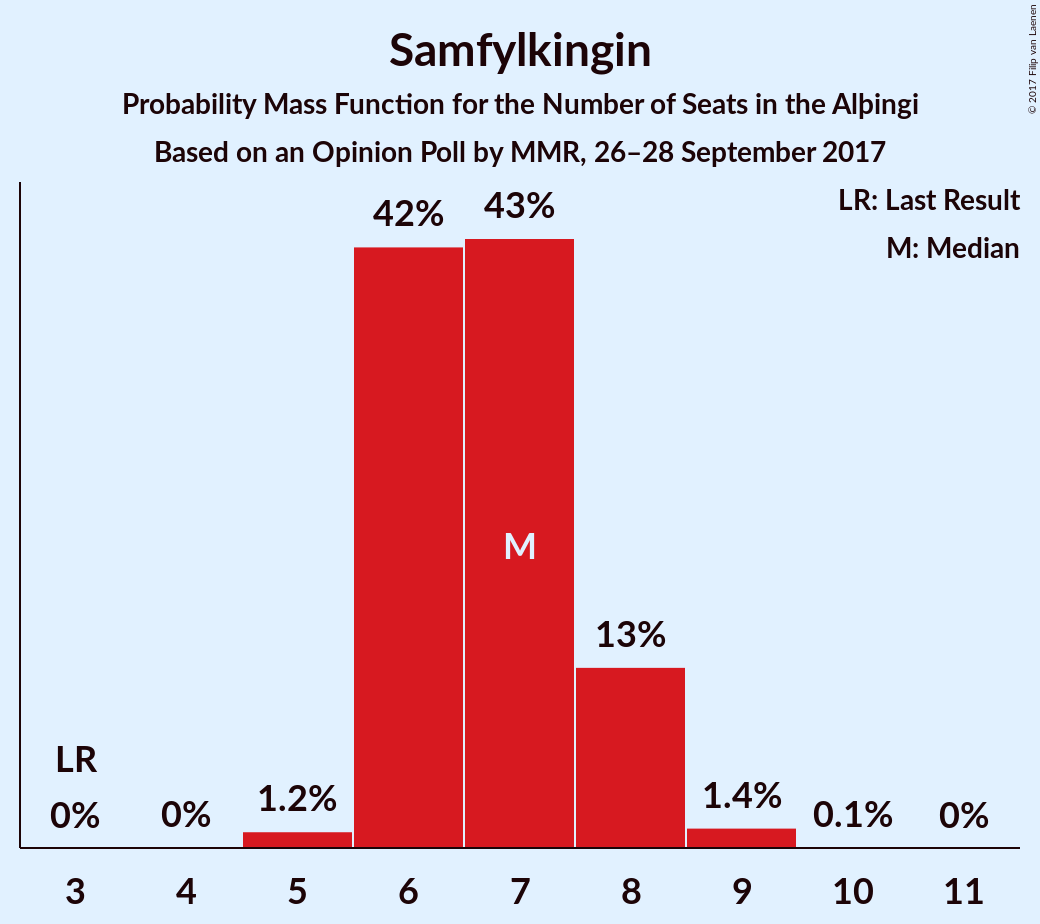 Samfylkingin
Probability Mass Function for the Number of Seats in the Alþingi
Based on an Opinion Poll by MMR, 26–28 September 2017
© 2017 Filip van Laenen
LR: Last Result
M: Median
42%
43%
M
13%
LR
0%
0%
1.2%
1.4%
0.1%
0%
3 4 5 6 7 8 9 10 11